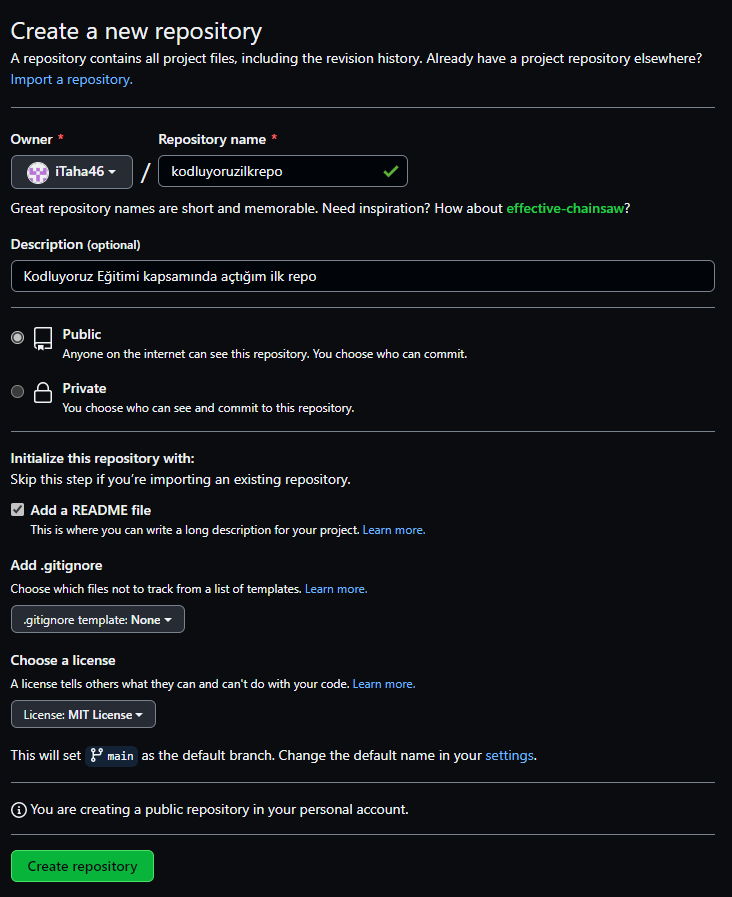 Create a new repository
A repository contains all project files, including the revision history. Already have a project repository elsewhere?
Import a repository.
Owner *
Repository name *
iTaha46 / kodluyoruzilkrepo
Great repository names are short and memorable. Need inspiration? How about effective-chainsaw?
Description (optional)
Kodluyoruz Eğitimi kapsamında açtığım ilk repo
Public
Anyone on the internet can see this repository. You choose who can commit.
Private
You choose who can see and commit to this repository.
Initialize this repository with:
Skip this step if you’re importing an existing repository.
Add a README file
This is where you can write a long description for your project. Learn more.
Add .gitignore
Choose which files not to track from a list of templates. Learn more.
.gitignore template: None
Choose a license
A license tells others what they can and can't do with your code. Learn more.
License: MIT License
This will set main as the default branch. Change the default name in your settings.
You are creating a public repository in your personal account.
Create repository